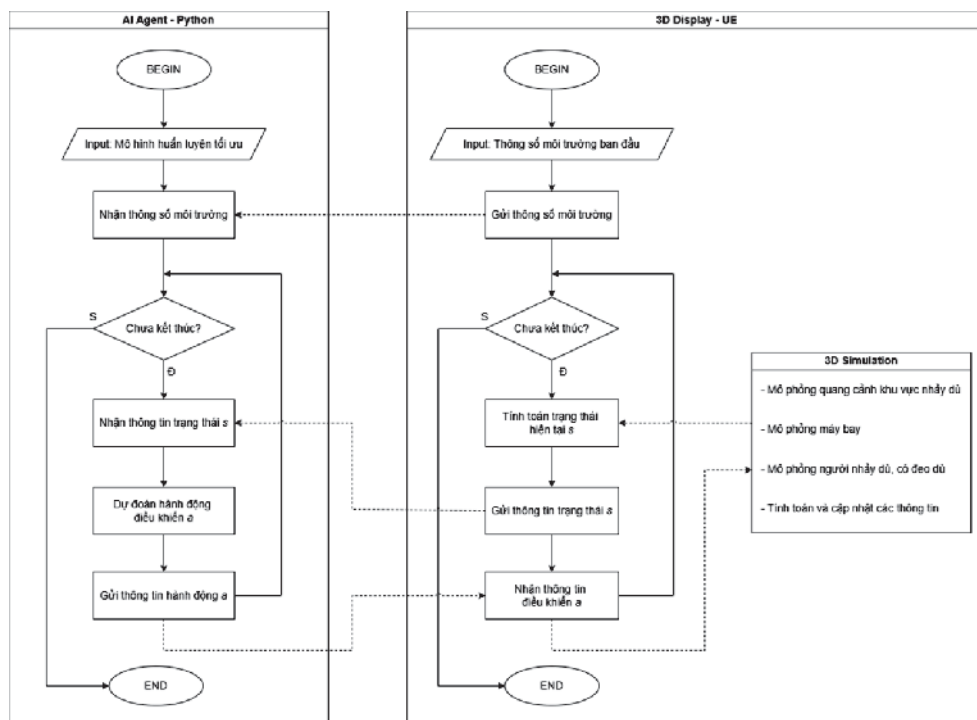 AI Agent - Python
BEGIN
Input: Mô hình huấn luyện tối ưu
Nhận thông số môi trường
Chưa kết thúc?
S
Đ
Nhận thông tin trạng thái s
Dự đoán hành động
điều khiển a
Gửi thông tin hành động a
END
3D Display - UE
BEGIN
Input: Thông số môi trường ban đầu
Gửi thông số môi trường
Chưa kết thúc?
S
Đ
Tính toán trạng thái
hiện tại s
Gửi thông tin trạng thái s
Nhận thông tin
điều khiển a
END
3D Simulation
- Mô phỏng quang cảnh khu vực nhảy dù
- Mô phỏng máy bay
- Mô phỏng người nhảy dù, có đeo dù
- Tính toán và cập nhật các thông tin